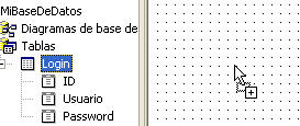 MiBaseDeDatos
Diagramas de base de
Tablas
Login
ID
Usuario
Password